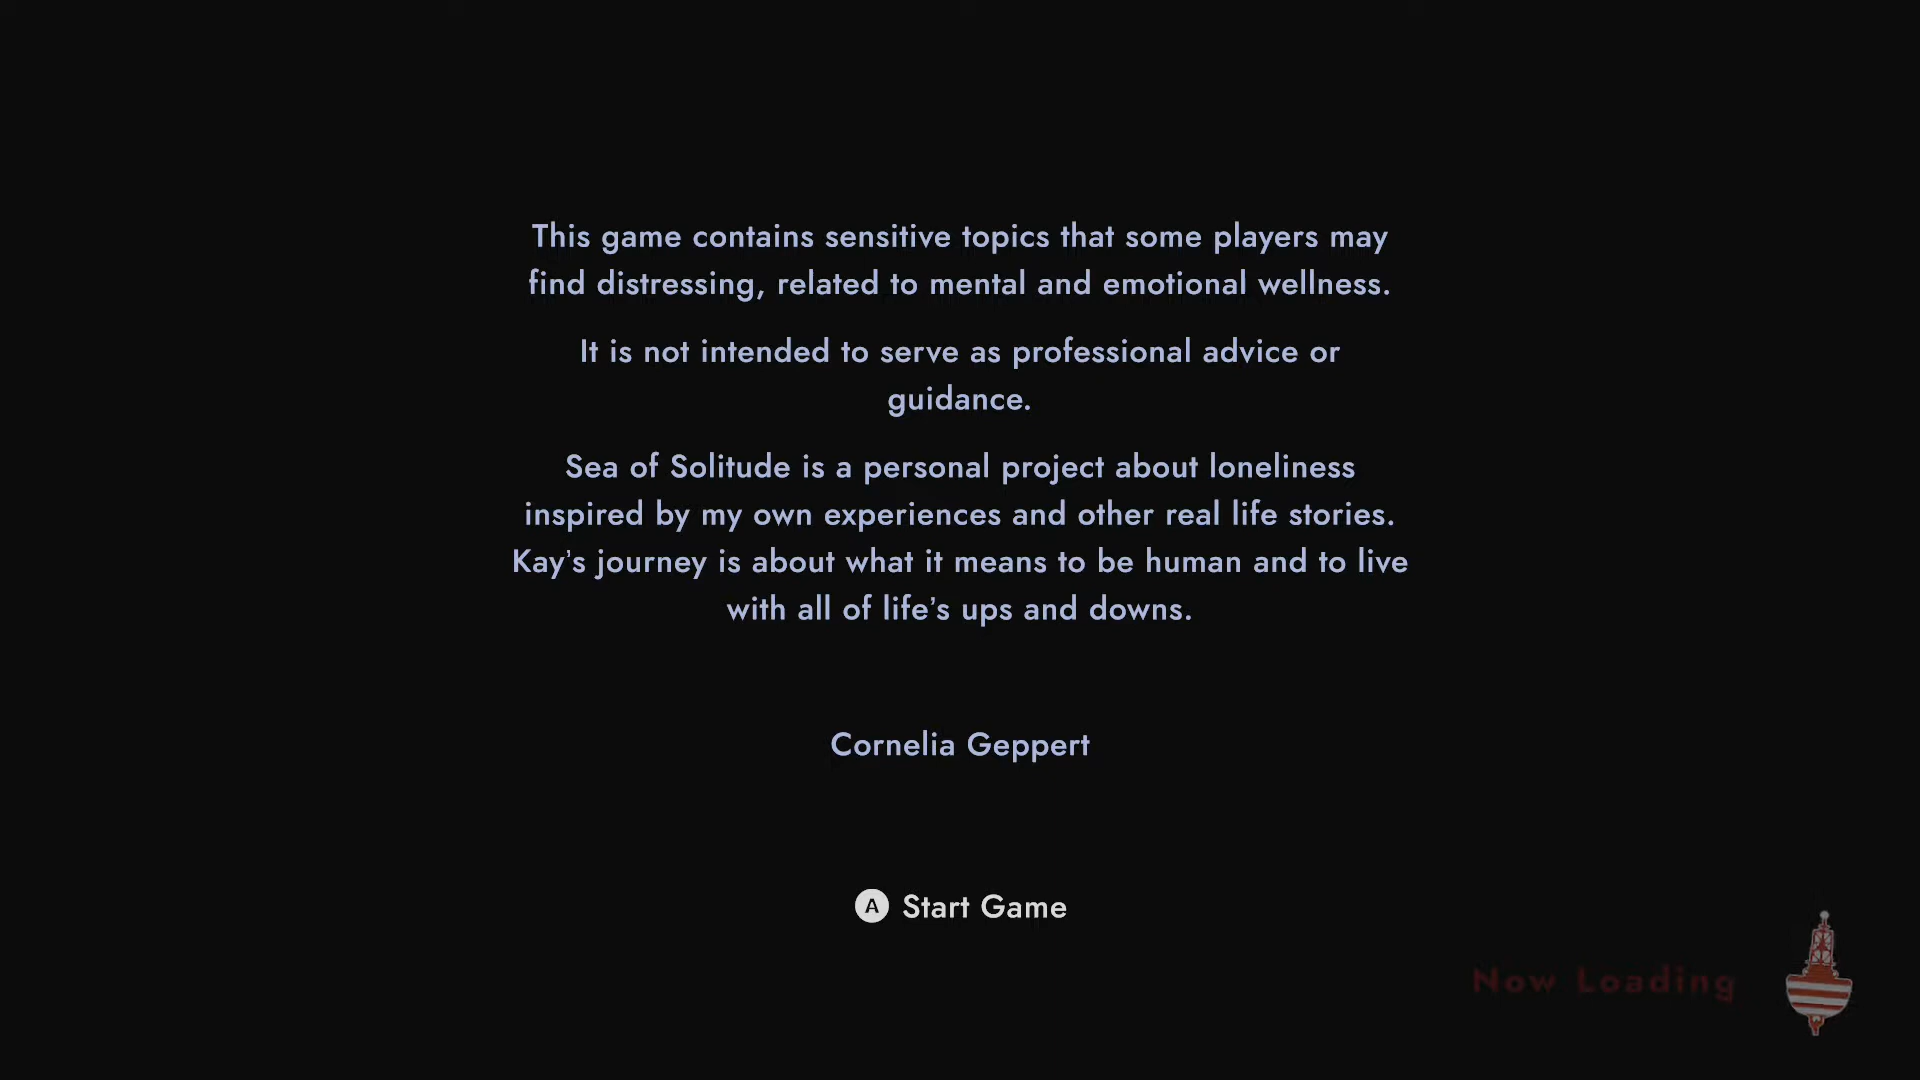 This game contains sensitive topics that some players may
find distressing, related to mental and emotional wellness.
It is not intended to serve as professional advice or
guidance.
Sea of Solitude is a personal project about loneliness
inspired by my own experiences and other real life stories.
Kay’s journey is about what it means to be human and to live
with all of life’s ups and downs.
Cornelia Geppert
A Start Game
Now Loading